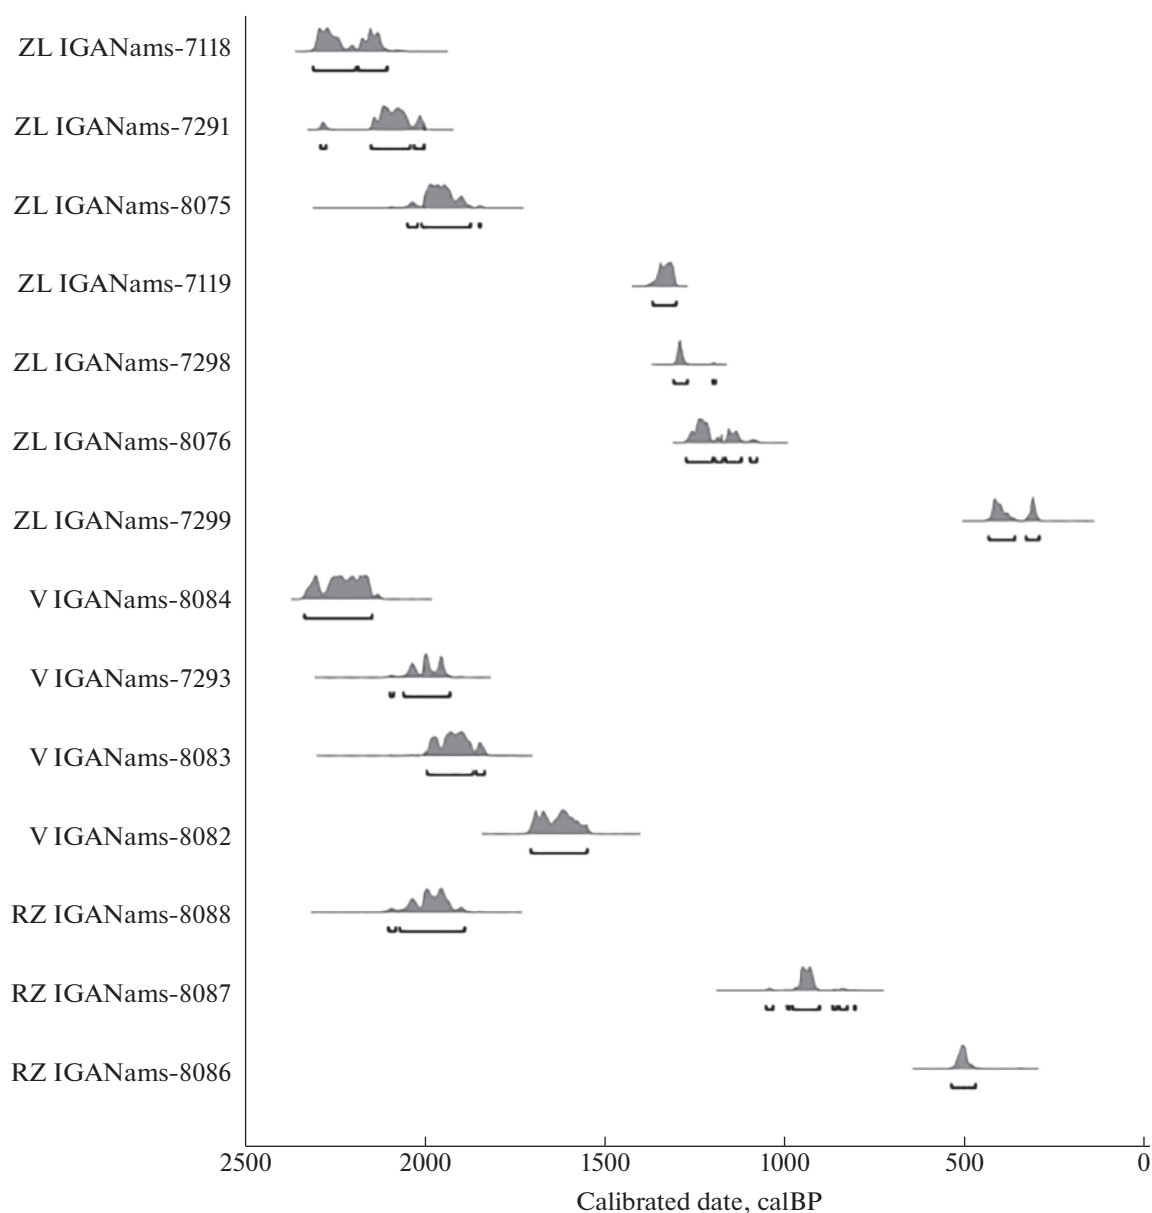 ZL IGANams-7118
ZL IGANams-7291
ZL IGANams-8075
ZL IGANams-7119
ZL IGANams-7298
ZL IGANams-8076
ZL IGANams-7299
V IGANams-8084
V IGANams-7293
V IGANams-8083
V IGANams-8082
RZ IGANams-8088
RZ IGANams-8087
RZ IGANams-8086
2500 2000 1500 1000 500 0
Calibrated date, calBP